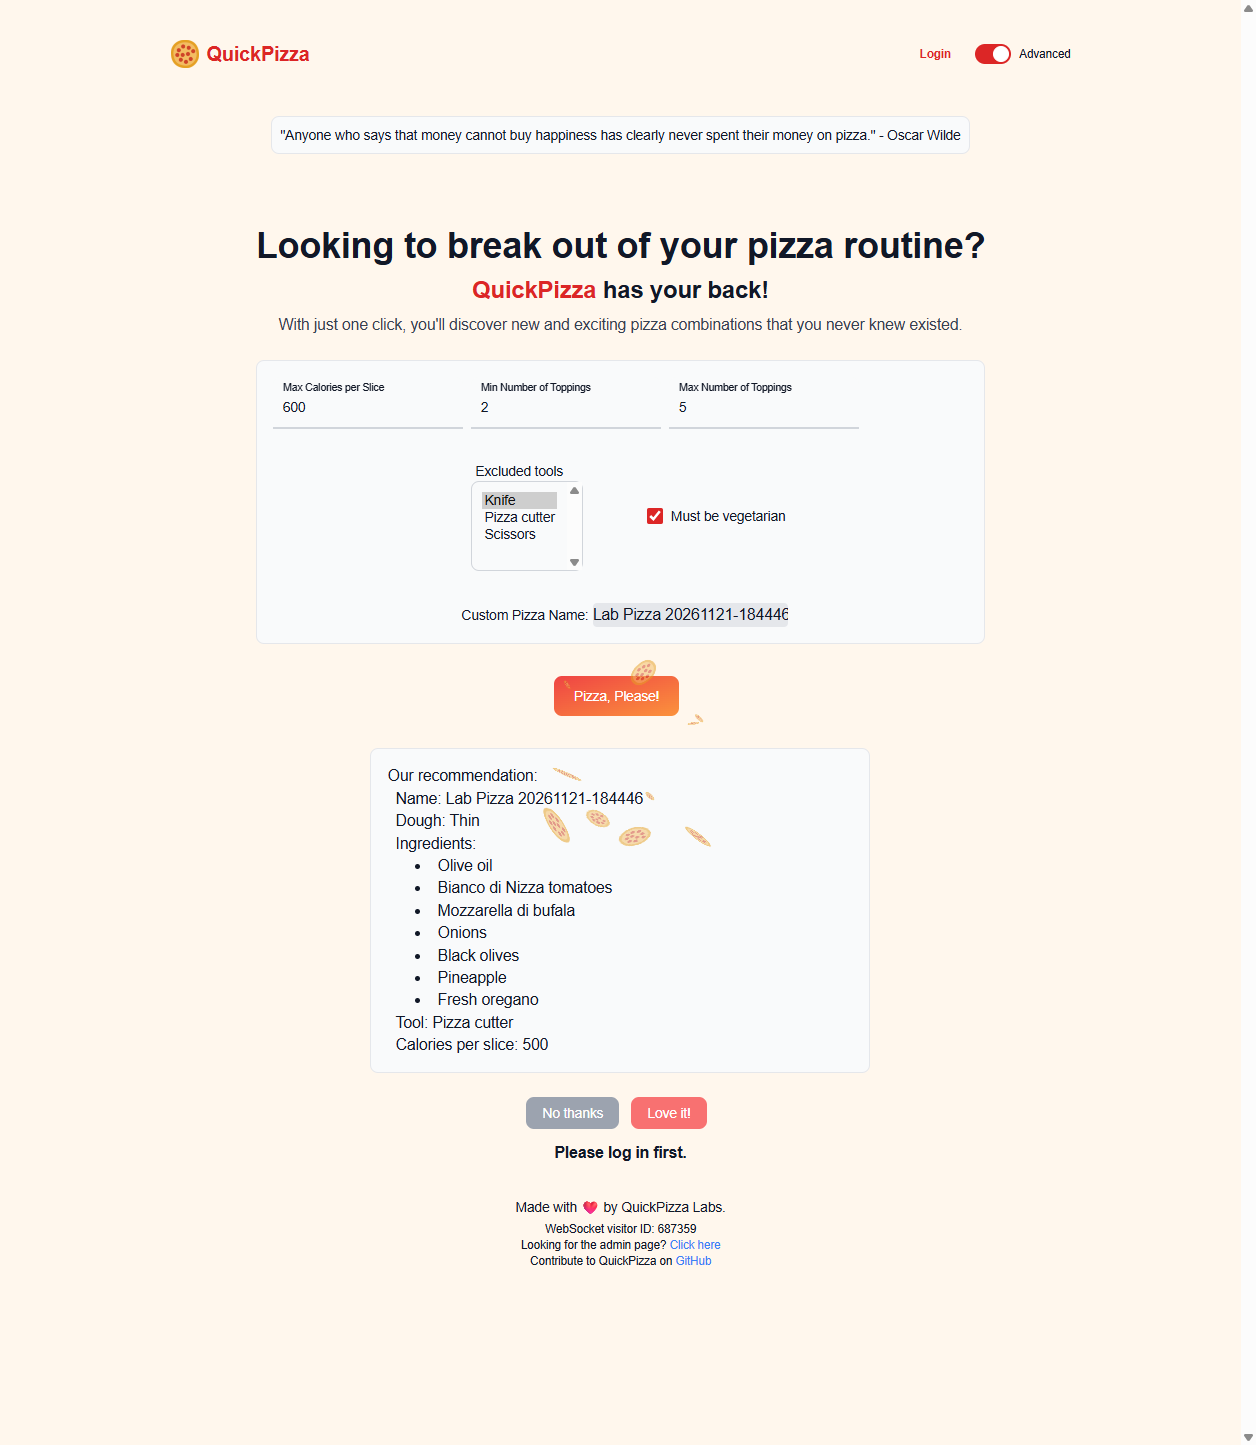 QuickPizza
Login
Advanced
"Anyone who says that money cannot buy happiness has clearly never spent their money on pizza." - Oscar Wilde
Looking to break out of your pizza routine?
QuickPizza has your back!
With just one click, you'll discover new and exciting pizza combinations that you never knew existed.
Max Calories per Slice
Min Number of Toppings
Max Number of Toppings
600
2
5
Excluded tools
Knife
Pizza cutter
Scissors
Must be vegetarian
Custom Pizza Name: Lab Pizza 20261121-184446
Pizza, Please!
Our recommendation:
Name: Lab Pizza 20261121-184446
Dough: Thin
Ingredients:
Olive oil
Bianco di Nizza tomatoes
Mozzarella di bufala
Onions
Black olives
Pineapple
Fresh oregano
Tool: Pizza cutter
Calories per slice: 500
No thanks
Love it!
Please log in first.
Made with ❤️ by QuickPizza Labs.
WebSocket visitor ID: 687359
Looking for the admin page? Click here
Contribute to QuickPizza on GitHub